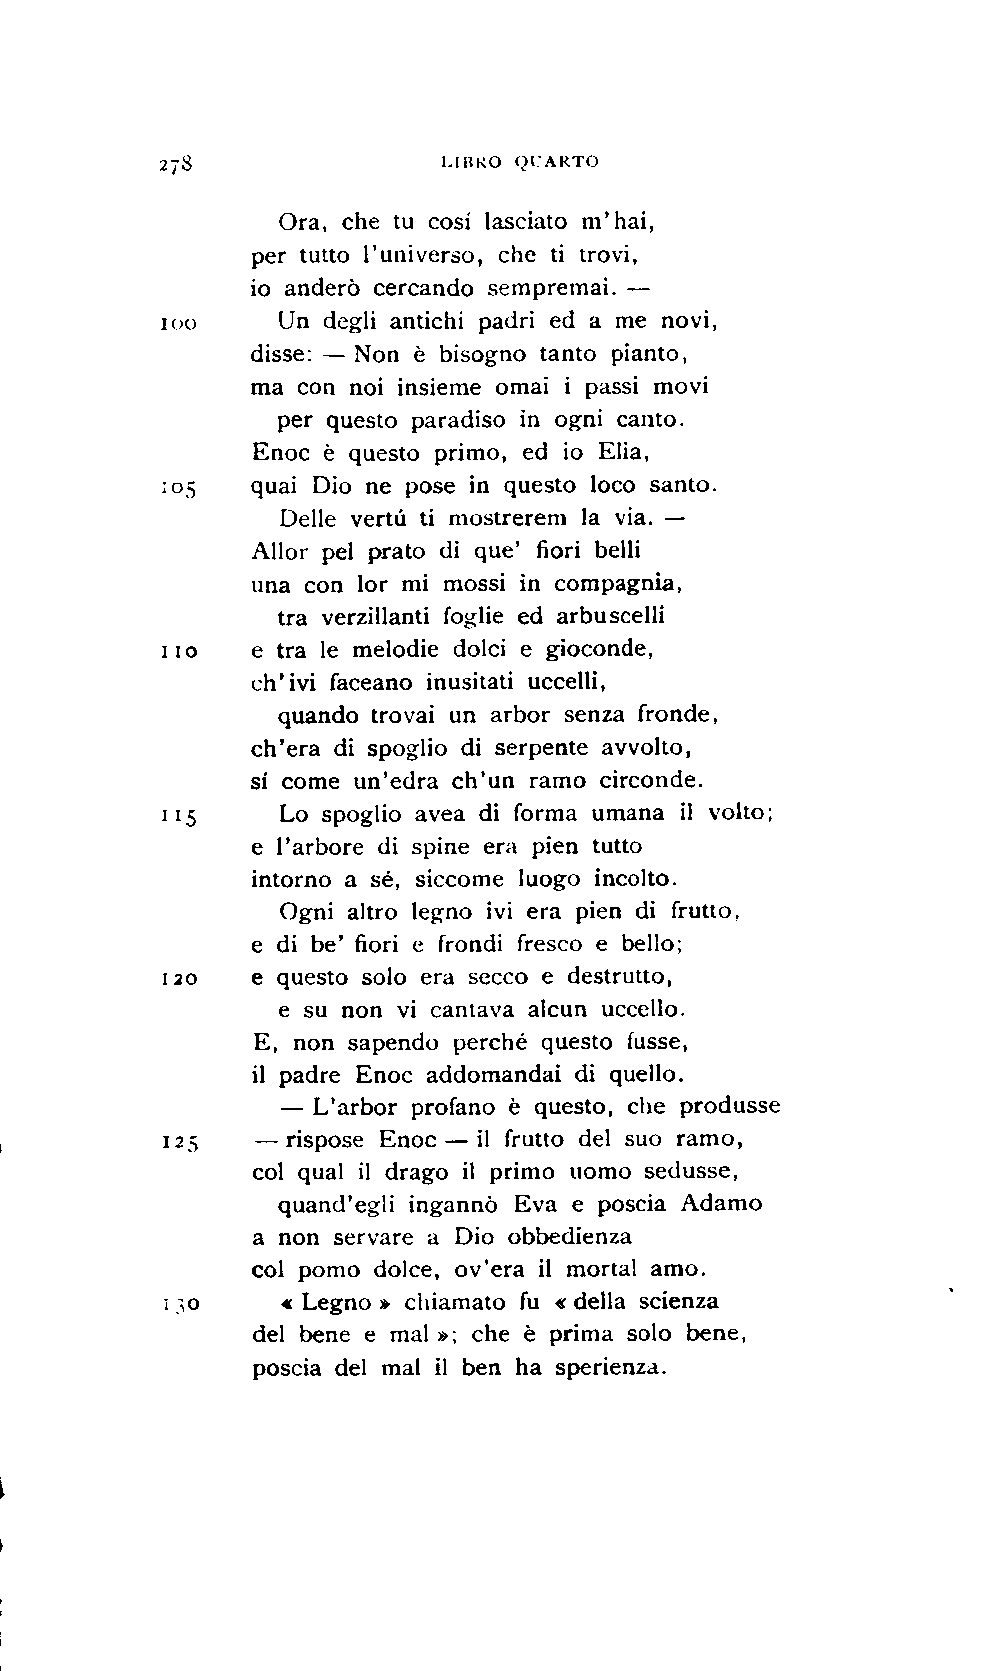 278 LIBRO QUARTO
Ora, che tu cosí lasciato m'hai,
per tutto l'universo, che ti trovi,
io anderò cercando sempremai. —
100 Un degli antichi padri ed a me novi,
disse: — Non è bisogno tanto pianto,
ma con noi insieme omai i passi movi
per questo paradiso in ogni canto.
Enoc è questo primo, ed io Elia,
105 quai Dio ne pose in questo loco santo.
Delle vertú ti mostrerem la via. —
Allor pel prato di que' fiori belli
una con lor mi mossi in compagnia,
tra verzillanti foglie ed arbuscelli
110 e tra le melodie dolci e gioconde,
ch'ivi faceano inusitati uccelli,
quando trovai un arbor senza fronde,
ch'era di spoglio di serpente avvolto,
sí come un'edra ch'un ramo circonde.
115 Lo spoglio avea di forma umana il volto;
e l'arbore di spine era pien tutto
intorno a sé, siccome luogo incolto.
Ogni altro legno ivi era pien di frutto,
e di be' fiori e frondi fresco e bello;
120 e questo solo era secco e destrutto,
e su non vi cantava alcun uccello.
E, non sapendo perché questo fusse,
il padre Enoc addomandai di quello.
— L'arbor profano è questo, che produsse
125 — rispose Enoc — il frutto del suo ramo,
col qual il drago il primo uomo sedusse,
quand'egli ingannò Eva e poscia Adamo
a non servare a Dio obbedienza
col pomo dolce, ov'era il mortal amo.
130 « Legno » chiamato fu « della scienza
del bene e mal »; che è prima solo bene,
poscia del mal il ben ha sperienza.